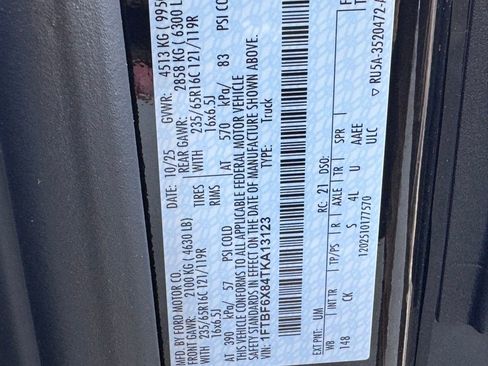 MFD. BY FORD MOTOR CO.
DATE: 10/25 GVWR: 4513 KG (9950
FRONT GAWR: 2100 KG (4630 LB) REAR GAWR: 2858 KG (6300 LB
WITH 235/65R16C 121/119R TIRES WITH 235/65R16C 121/119R
16x6.5J RIMS 16x6.5J
AT 390 kPa/ 57 PSI COLD AT 570 kPa/ 83 PSI CO
THIS VEHICLE CONFORMS TO ALL APPLICABLE FEDERAL MOTOR VEHICLE
SAFETY STANDARDS IN EFFECT ON THE DATE OF MANUFACTURE SHOWN ABOVE.
VIN: 1FTBF6X84TKA13123 TYPE: Truck
EXT PNT: UM RC: 21 DSO:
WB INT TR TP/PS R AXLE TR SPR
148 CK S 4L U AAEE
1202510177570 ULC
RU5A-3520472-